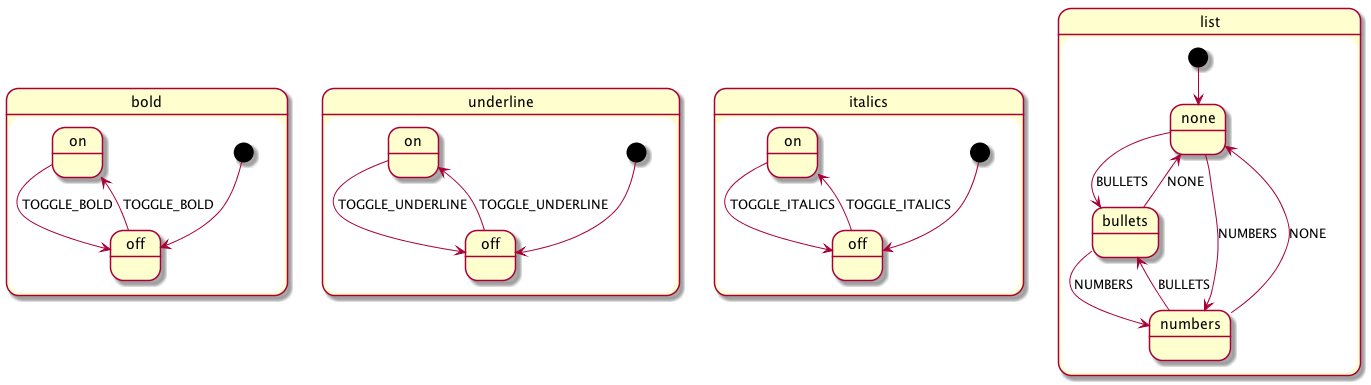 bold
on
TOGGLE_BOLD
TOGGLE_BOLD
off
underline
on
TOGGLE_UNDERLINE
TOGGLE_UNDERLINE
off
italics
on
TOGGLE_ITALICS
TOGGLE_ITALICS
off
list
none
BULLETS
NONE
bullets
NUMBERS
NONE
NUMBERS
BULLETS
numbers